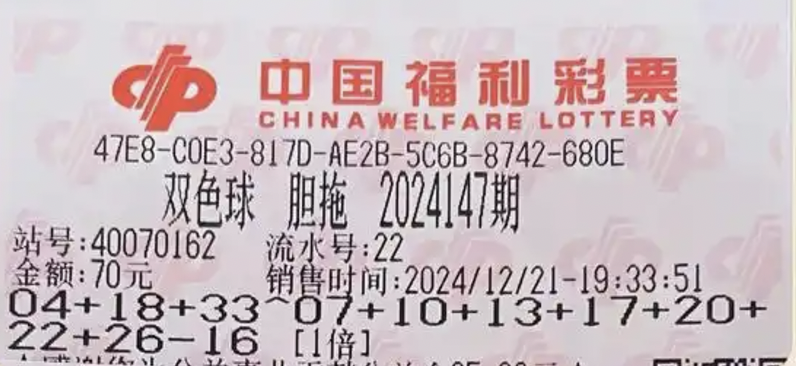 中国福利彩票
CHINA WELFARE LOTTERY
47E8-C0E3-817D-AE2B-5C6B-8742-680E
双色球 胆拖 2024147期
站号:40070162 流水号:22
金额:70元 销售时间:2024/12/21-19:33:51
04+18+33^07+10+13+17+20+
22+26-16 [1倍]